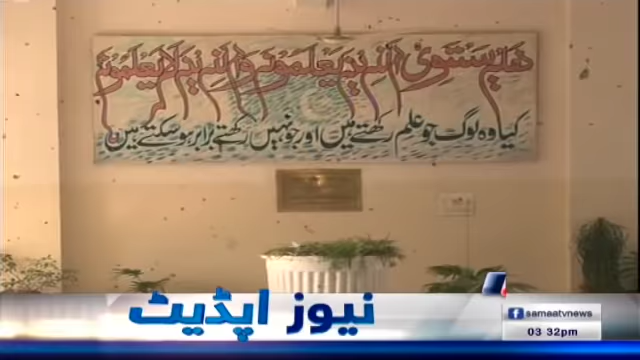 هل يستوى الذين يعلمون والذين لا يعلمون
کیا وہ لوگ جو علم رکھتے ہیں اور جو نہیں رکھتے برابر ہو سکتے ہیں
نیوز اپڈیٹ
samaatvnews
03 32pm